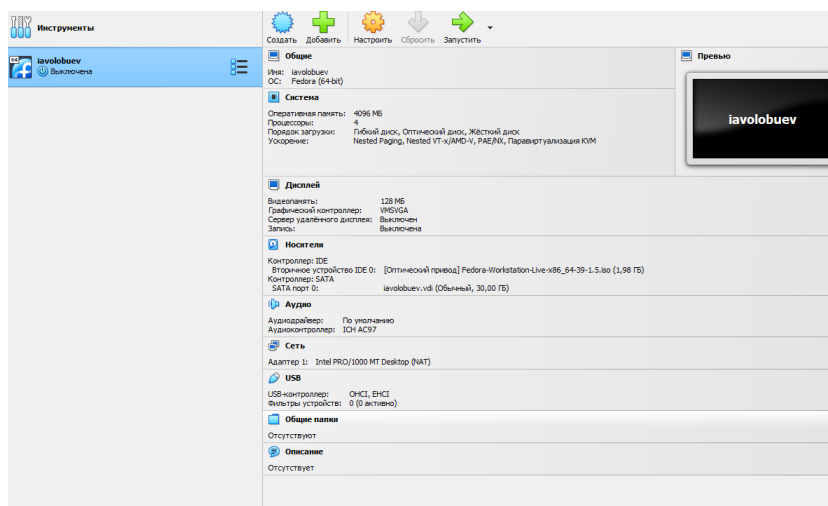 Инструменты
Создать Добавить Настроить Сбросить Запустить
64
iavolobuev
Выключена
Общие
Имя: iavolobuev
ОС: Fedora (64-bit)
Превью
iavolobuev
Система
Оперативная память: 4096 МБ
Процессоры: 4
Порядок загрузки: Гибкий диск, Оптический диск, Жёсткий диск
Ускорение: Nested Paging, Nested VT-x/AMD-V, PAE/NX, Паравиртуализация KVM
Дисплей
Видеопамять: 128 МБ
Графический контроллер: VMSVGA
Сервер удалённого дисплея: Выключен
Запись: Выключена
Носители
Контроллер: IDE
Вторичное устройство IDE 0: [Оптический привод] Fedora-Workstation-Live-x86_64-39-1.5.iso (1,98 ГБ)
Контроллер: SATA
SATA порт 0: iavolobuev.vdi (Обычный, 30,00 ГБ)
Аудио
Аудиодрайвер: По умолчанию
Аудиоконтроллер: ICH AC97
Сеть
Адаптер 1: Intel PRO/1000 MT Desktop (NAT)
USB
USB-контроллер: OHCI, EHCI
Фильтры устройств: 0 (0 активно)
Общие папки
Отсутствуют
Описание
Отсутствует